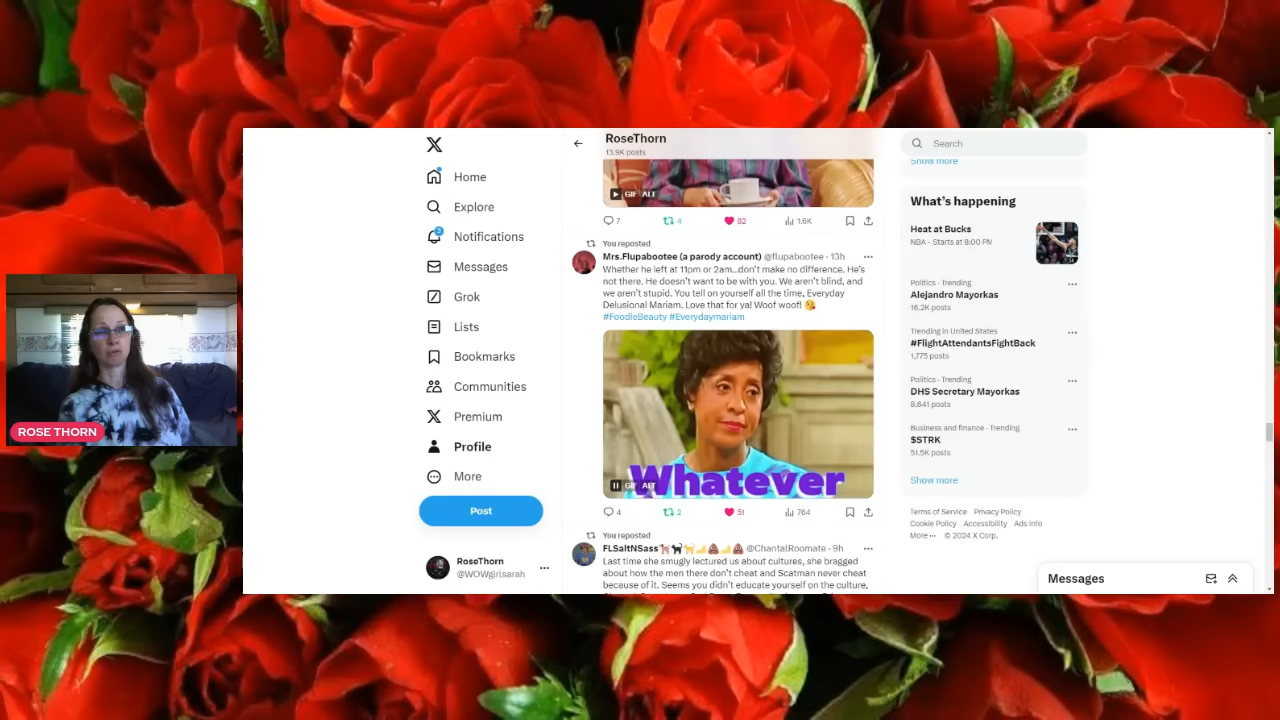 ROSE THORN
Home
Explore
3
Notifications
Messages
Grok
Lists
Bookmarks
Communities
Premium
Profile
More
Post
RoseThorn
@WOWgirlsarah
RoseThorn
13.9K posts
GIF ALT
7
4
82
1.6K
You reposted
Mrs.Flupabootee (a parody account) @flupabootee · 13h
Whether he left at 11pm or 2am...don't make no difference. He's
not there. He doesn't want to be with you. We aren't blind, and
we aren't stupid. You tell on yourself all the time, Everyday
Delusional Mariam. Love that for ya! Woof woof! 😘
#FoodieBeauty #Everydaymariam
Whatever
GIF ALT
4
2
51
764
You reposted
FLSaltNSass @ChantalRoomate · 9h
Last time she smugly lectured us about cultures, she bragged
about how the men there don't cheat and Scatman never cheat
because of it. Seems you didn't educate yourself on the culture,
Search
Show more
What's happening
Heat at Bucks
NBA · Starts at 8:00 PM
Politics · Trending
Alejandro Mayorkas
16.2K posts
Trending in United States
#FlightAttendantsFightBack
1,775 posts
Politics · Trending
DHS Secretary Mayorkas
8,641 posts
Business and finance · Trending
$STRK
51.5K posts
Show more
Terms of Service Privacy Policy
Cookie Policy Accessibility Ads info
More ··· © 2024 X Corp.
Messages